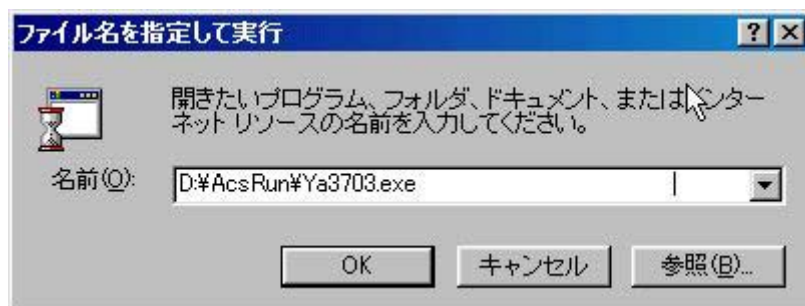 ファイル名を指定して実行
開きたいプログラム、フォルダ、ドキュメント、またはインター
ネット リソースの名前を入力してください。
名前(O): D:¥AcsRun¥Ya3703.exe
OK キャンセル 参照(B)...